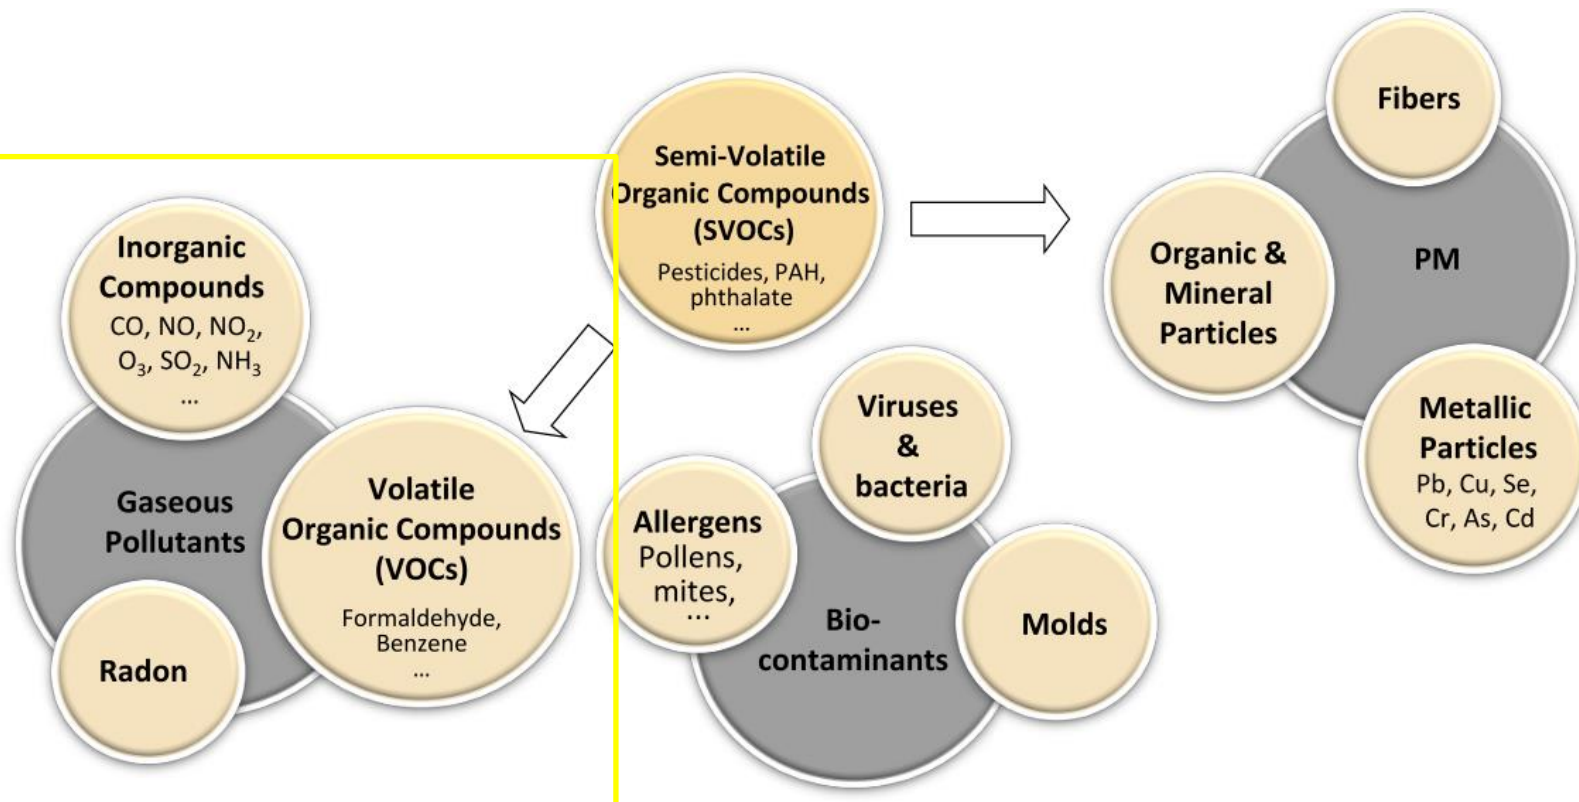 Semi-Volatile
Organic Compounds
(SVOCs)
Pesticides, PAH,
phthalate
...
Fibers
Organic &
Mineral
Particles
PM
Metallic
Particles
Pb, Cu, Se,
Cr, As, Cd
Inorganic
Compounds
CO, NO, NO₂,
O₃, SO₂, NH₃
...
Gaseous
Pollutants
Volatile
Organic Compounds
(VOCs)
Formaldehyde,
Benzene
...
Radon
Viruses
&
bacteria
Allergens
Pollens,
mites,
...
Bio-
contaminants
Molds